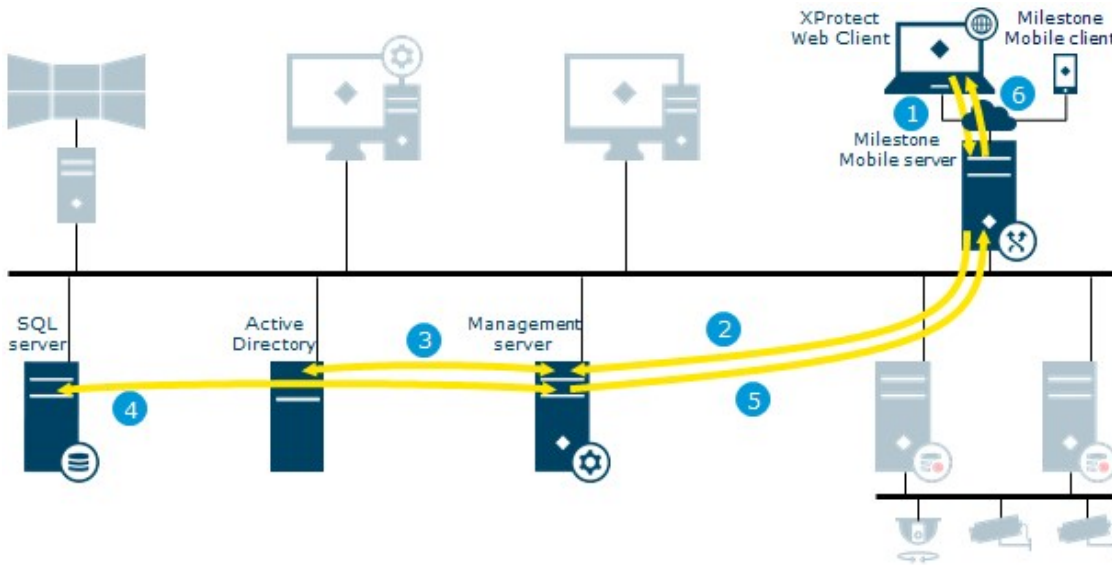 XProtect
Web Client
Milestone
Mobile client
1
6
Milestone
Mobile server
SQL
server
Active
Directory
Management
server
3
2
4
5